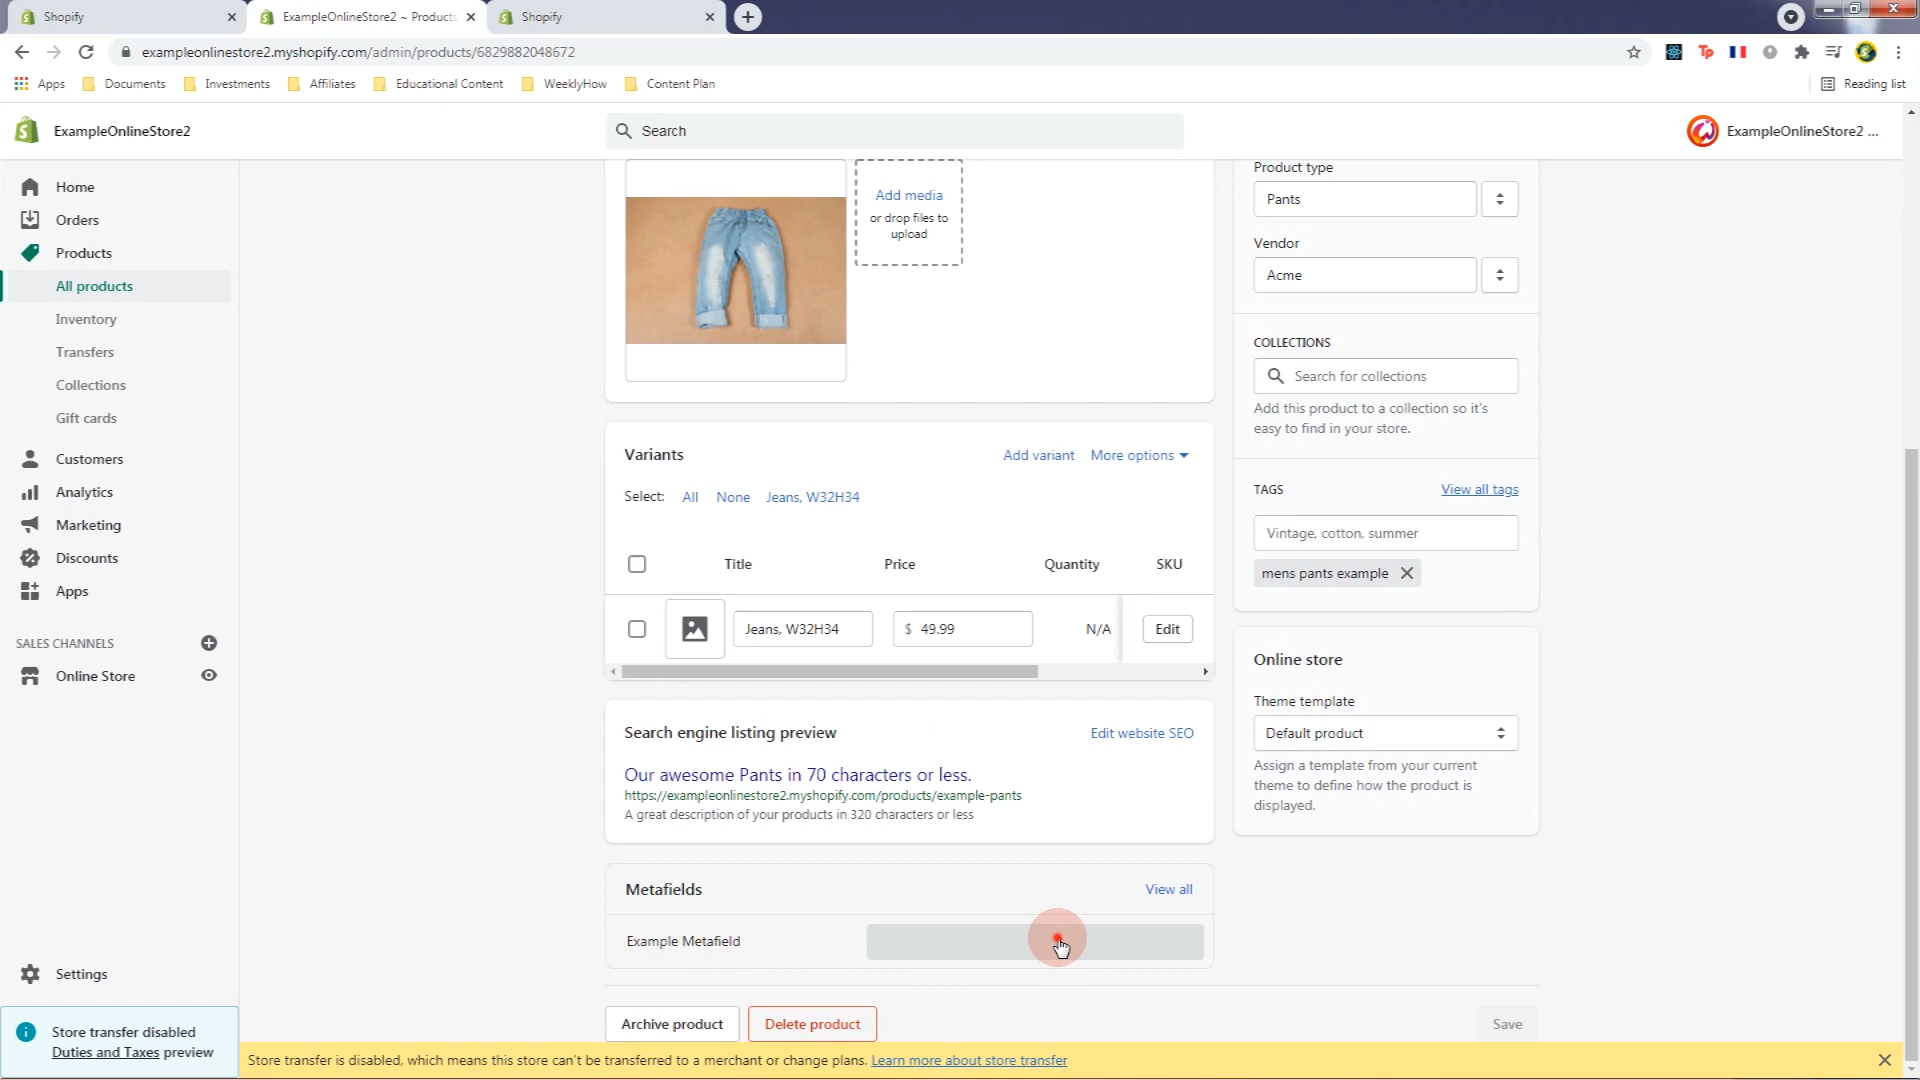 Shopify
ExampleOnlineStore2 ~ Products
Shopify
exampleonlinestore2.myshopify.com/admin/products/6829882048672
Apps
Documents
Investments
Affiliates
Educational Content
WeeklyHow
Content Plan
Reading list
ExampleOnlineStore2
Search
ExampleOnlineStore2 ...
Home
Orders
Products
All products
Inventory
Transfers
Collections
Gift cards
Customers
Analytics
Marketing
Discounts
Apps
SALES CHANNELS
Online Store
Settings
Store transfer disabled
Duties and Taxes preview
Add media
or drop files to
upload
Variants
Add variant
More options
Select:
All
None
Jeans, W32H34
Title
Price
Quantity
SKU
Jeans, W32H34
$ 49.99
N/A
Edit
Search engine listing preview
Edit website SEO
Our awesome Pants in 70 characters or less.
https://exampleonlinestore2.myshopify.com/products/example-pants
A great description of your products in 320 characters or less
Metafields
View all
Example Metafield
Archive product
Delete product
Save
Product type
Pants
Vendor
Acme
COLLECTIONS
Search for collections
Add this product to a collection so it's
easy to find in your store.
TAGS
View all tags
Vintage, cotton, summer
mens pants example
Online store
Theme template
Default product
Assign a template from your current
theme to define how the product is
displayed.
Store transfer is disabled, which means this store can't be transferred to a merchant or change plans. Learn more about store transfer